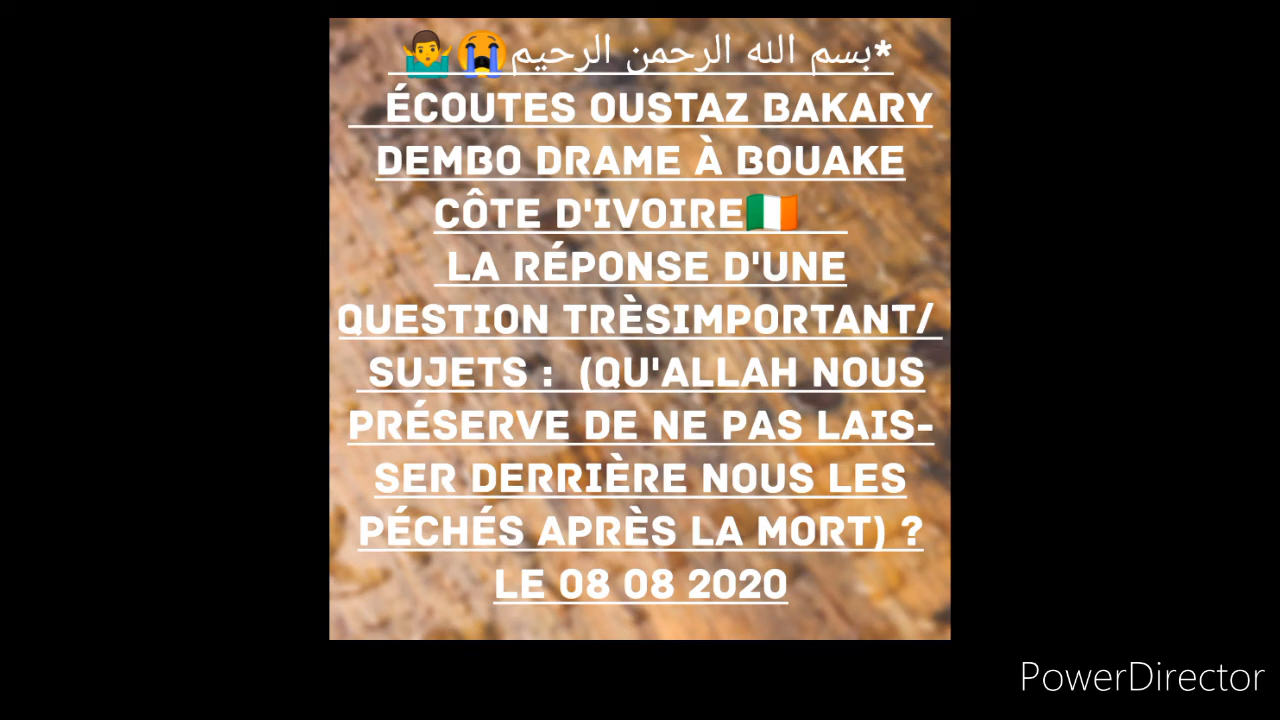 *بسم الله الرحمن الرحيم😭🤷‍♂️
ÉCOUTES OUSTAZ BAKARY
DEMBO DRAME À BOUAKE
CÔTE D'IVOIRE🇮🇪
LA RÉPONSE D'UNE
QUESTION TRÈSIMPORTANT/
SUJETS : (QU'ALLAH NOUS
PRÉSERVE DE NE PAS LAIS-
SER DERRIÈRE NOUS LES
PÉCHÉS APRÈS LA MORT) ?
LE 08 08 2020
PowerDirector